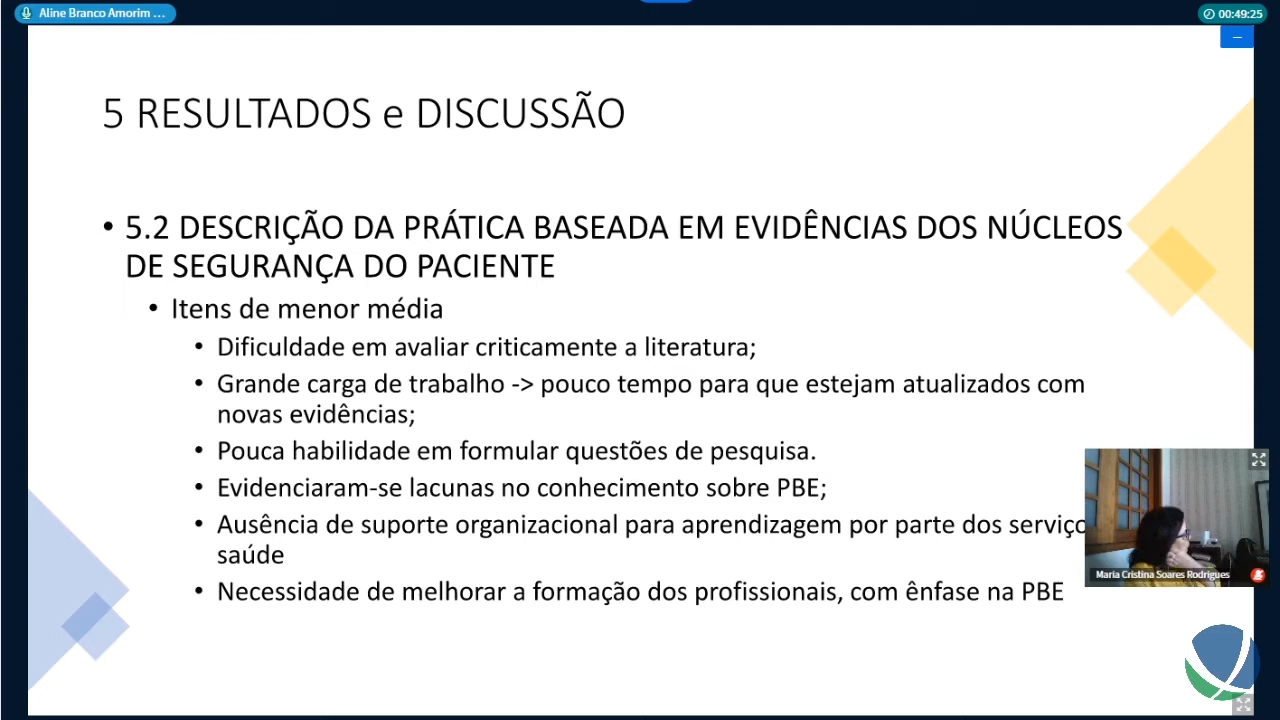 Aline Branco Amorim ...
00:49:25
5 RESULTADOS e DISCUSSÃO
• 5.2 DESCRIÇÃO DA PRÁTICA BASEADA EM EVIDÊNCIAS DOS NÚCLEOS
DE SEGURANÇA DO PACIENTE
• Itens de menor média
• Dificuldade em avaliar criticamente a literatura;
• Grande carga de trabalho -> pouco tempo para que estejam atualizados com
novas evidências;
• Pouca habilidade em formular questões de pesquisa.
• Evidenciaram-se lacunas no conhecimento sobre PBE;
• Ausência de suporte organizacional para aprendizagem por parte dos serviço
saúde
• Necessidade de melhorar a formação dos profissionais, com ênfase na PBE
Maria Cristina Soares Rodrigues